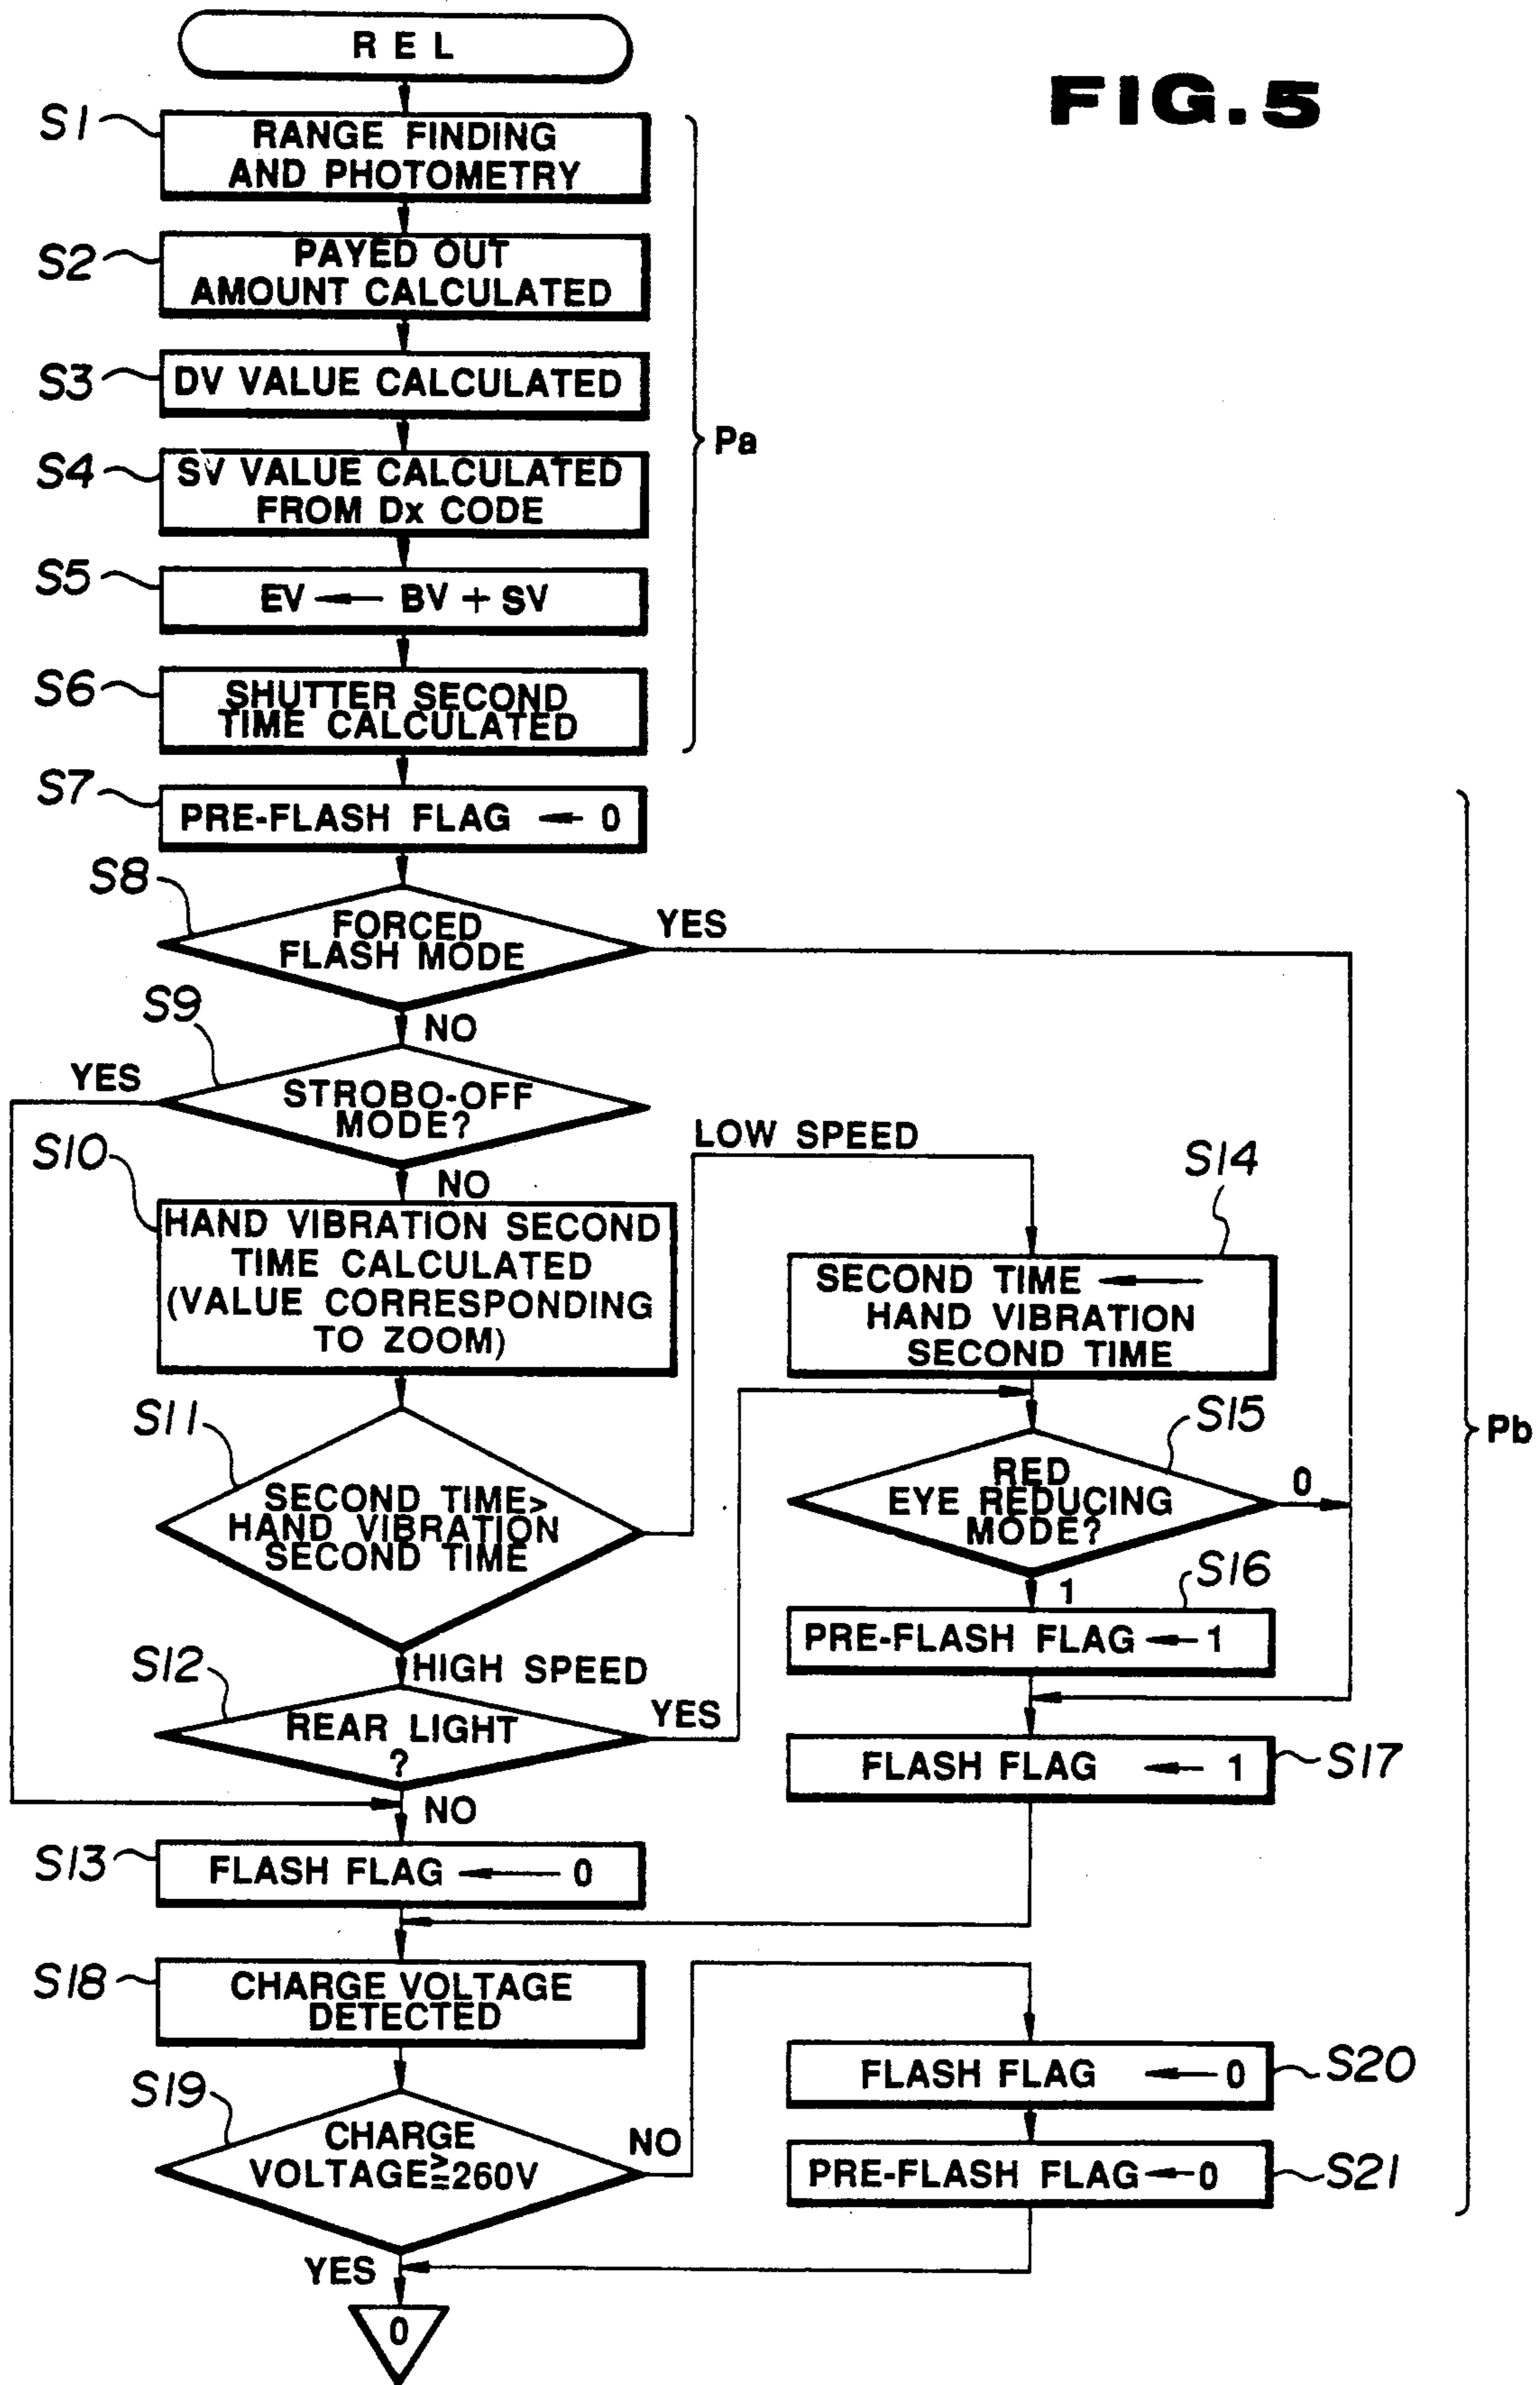 FIG.5
REL
S1
RANGE FINDING
AND PHOTOMETRY
S2
PAYED OUT
AMOUNT CALCULATED
S3
DV VALUE CALCULATED
Pa
S4
SV VALUE CALCULATED
FROM Dx CODE
S5
EV ← BV + SV
S6
SHUTTER SECOND
TIME CALCULATED
S7
PRE-FLASH FLAG ← 0
S8
FORCED
FLASH MODE
YES
NO
S9
STROBO-OFF
MODE?
YES
NO
S10
HAND VIBRATION SECOND
TIME CALCULATED
(VALUE CORRESPONDING
TO ZOOM)
S11
SECOND TIME>
HAND VIBRATION
SECOND TIME
LOW SPEED
HIGH SPEED
S12
REAR LIGHT
?
YES
NO
S13
FLASH FLAG ← 0
S14
SECOND TIME ←
HAND VIBRATION
SECOND TIME
S15
RED
EYE REDUCING
MODE?
0
1
S16
PRE-FLASH FLAG ← 1
S17
FLASH FLAG ← 1
Pb
S18
CHARGE VOLTAGE
DETECTED
S19
CHARGE
VOLTAGE≧260V
NO
YES
S20
FLASH FLAG ← 0
S21
PRE-FLASH FLAG ← 0
0